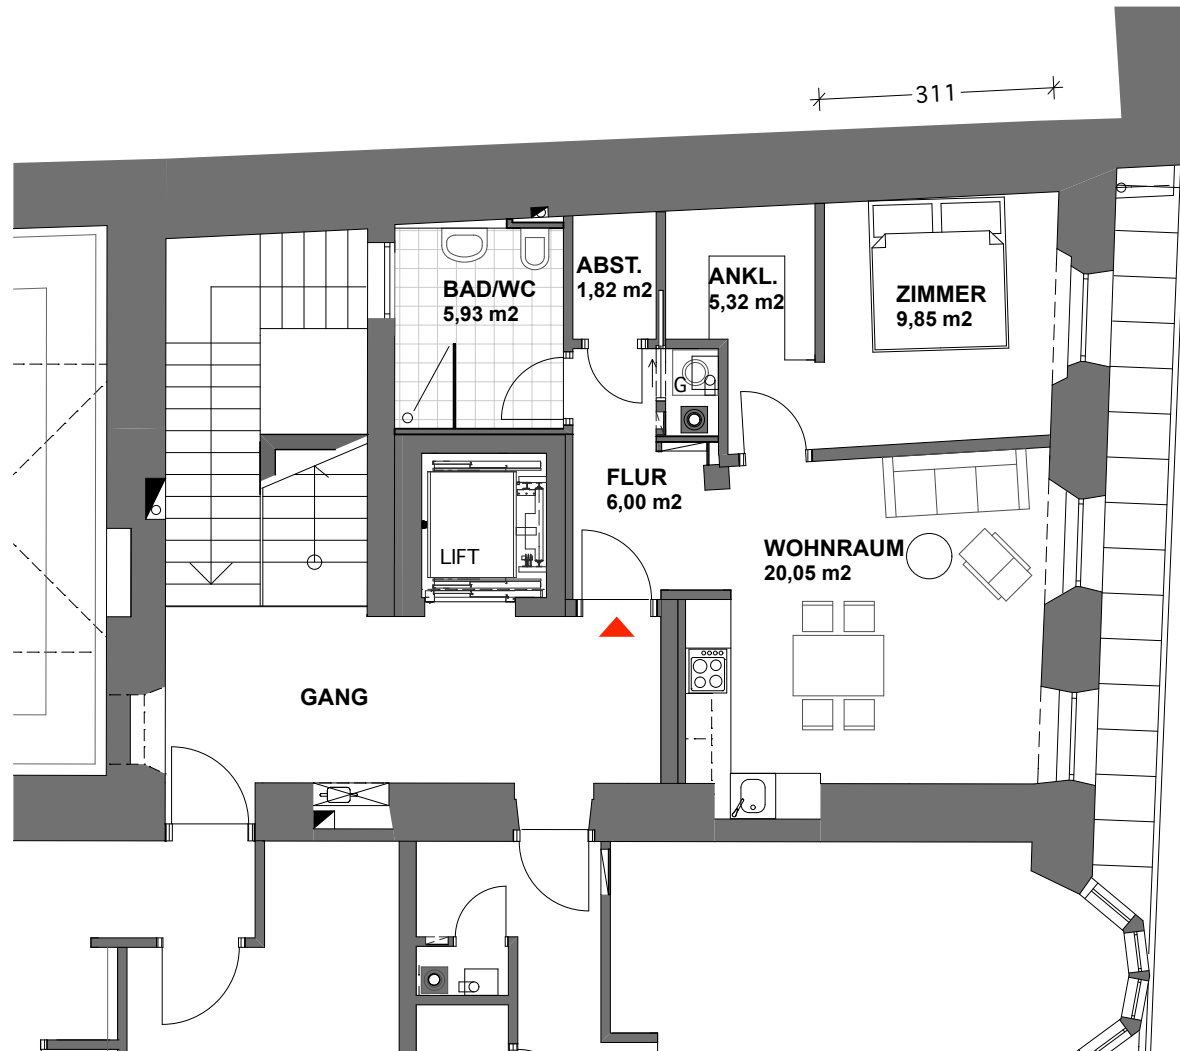 311
ABST.
1,82 m2
ANKL.
5,32 m2
BAD/WC
5,93 m2
ZIMMER
9,85 m2
G
FLUR
6,00 m2
LIFT
WOHNRAUM
20,05 m2
GANG